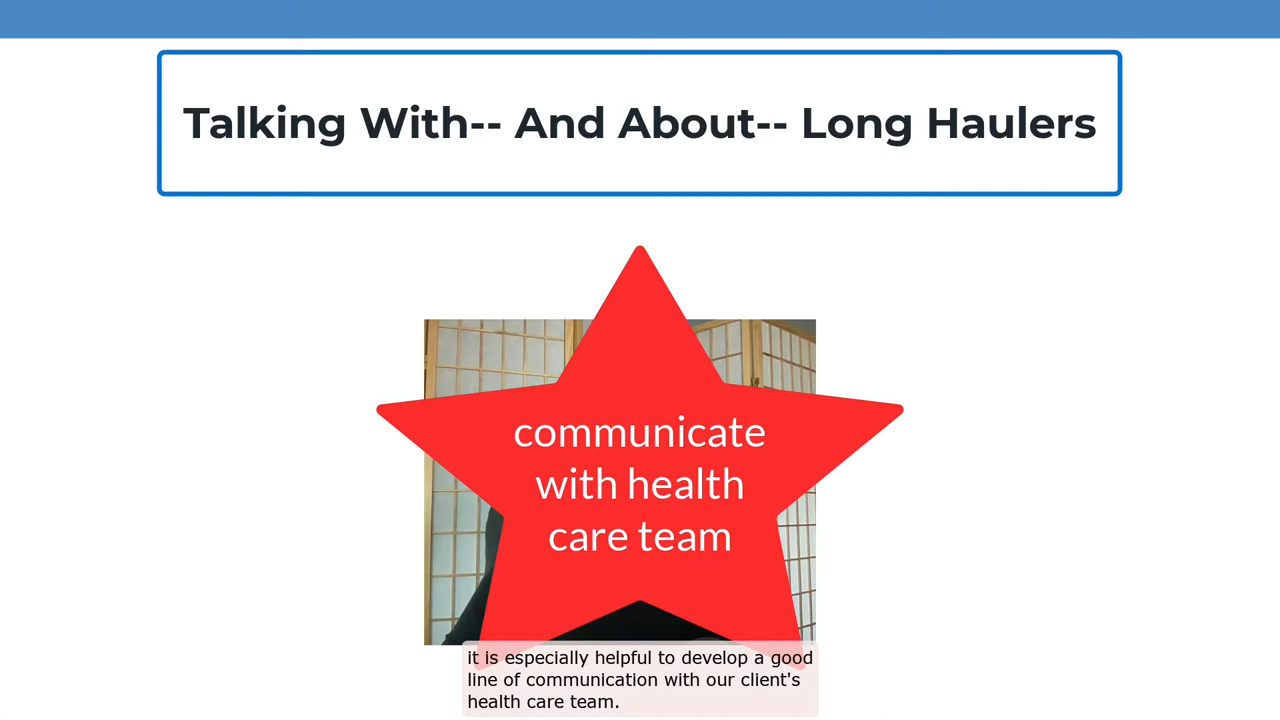 Talking With-- And About-- Long Haulers
communicate
with health
care team
it is especially helpful to develop a good
line of communication with our client's
health care team.